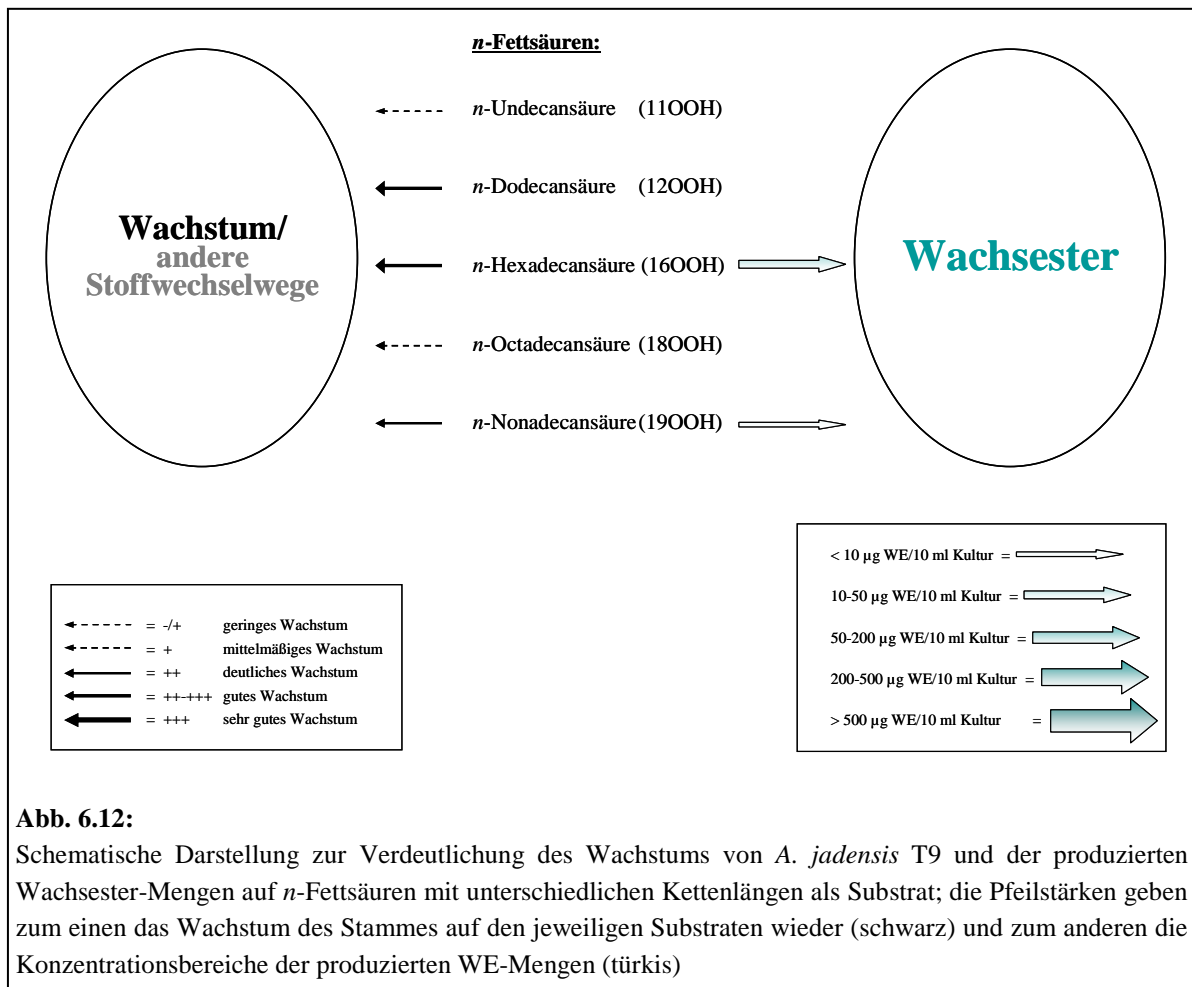 n-Fettsäuren:
n-Undecansäure (11OOH)
n-Dodecansäure (12OOH)
Wachstum/
andere
Stoffwechselwege
n-Hexadecansäure (16OOH)
Wachsester
n-Octadecansäure (18OOH)
n-Nonadecansäure (19OOH)
= -/+ geringes Wachstum
= + mittelmäßiges Wachstum
= ++ deutliches Wachstum
= ++-+++ gutes Wachstum
= +++ sehr gutes Wachstum
< 10 µg WE/10 ml Kultur =
10-50 µg WE/10 ml Kultur =
50-200 µg WE/10 ml Kultur =
200-500 µg WE/10 ml Kultur =
> 500 µg WE/10 ml Kultur =
Abb. 6.12:
Schematische Darstellung zur Verdeutlichung des Wachstums von A. jadensis T9 und der produzierten
Wachsester-Mengen auf n-Fettsäuren mit unterschiedlichen Kettenlängen als Substrat; die Pfeilstärken geben
zum einen das Wachstum des Stammes auf den jeweiligen Substraten wieder (schwarz) und zum anderen die
Konzentrationsbereiche der produzierten WE-Mengen (türkis)